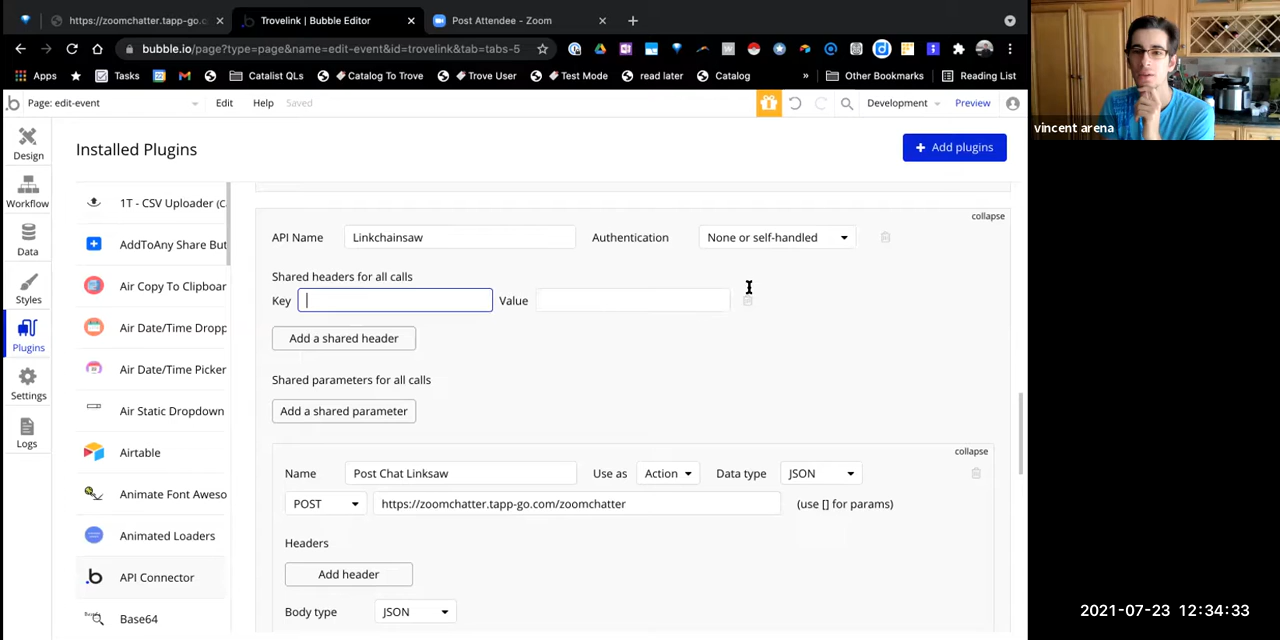 https://zoomchatter.tapp-go.c
Trovelink | Bubble Editor
Post Attendee - Zoom
bubble.io/page?type=page&name=edit-event&id=trovelink&tab=tabs-5
Apps
Tasks
Catalist QLs
Catalog To Trove
Trove User
Test Mode
read later
Catalog
»
Other Bookmarks
Reading List
vincent arena
Page: edit-event
Edit
Help
Saved
Development
Preview
Design
Workflow
Data
Styles
Plugins
Settings
Logs
Installed Plugins
+ Add plugins
1T - CSV Uploader (C
AddToAny Share But
Air Copy To Clipboar
Air Date/Time Dropp
Air Date/Time Picker
Air Static Dropdown
Airtable
Animate Font Aweso
Animated Loaders
API Connector
Base64
collapse
API Name
Linkchainsaw
Authentication
None or self-handled
Shared headers for all calls
Key
Value
Add a shared header
Shared parameters for all calls
Add a shared parameter
collapse
Name
Post Chat Linksaw
Use as
Action
Data type
JSON
POST
https://zoomchatter.tapp-go.com/zoomchatter
(use [] for params)
Headers
Add header
Body type
JSON
2021-07-23 12:34:33